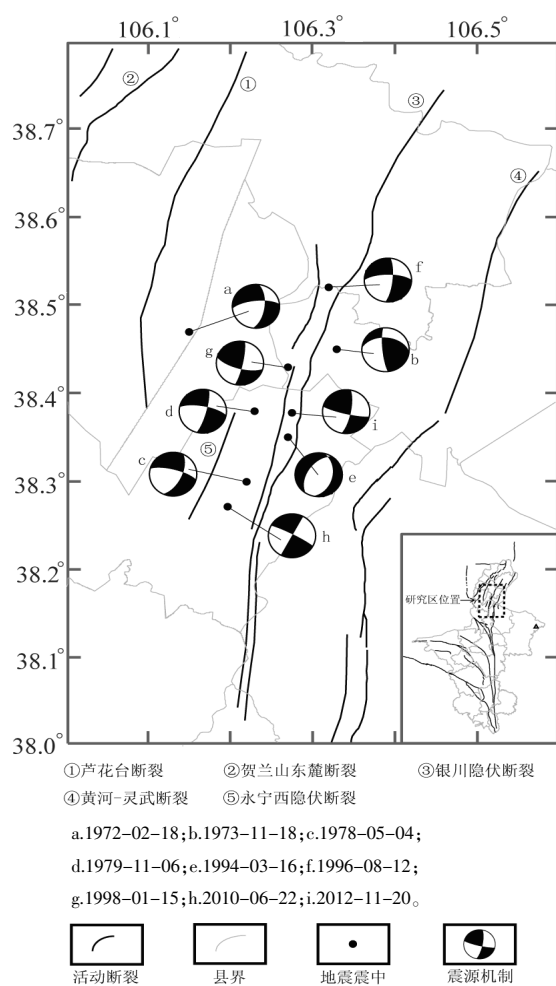 106.1° 106.3° 106.5°
② ① ③
38.7°
④
38.6°
a f
38.5°
g b
38.4°
d i
⑤
c e
38.3°
h
38.2°
研究区位置
38.1°
38.0°
①芦花台断裂 ②贺兰山东麓断裂 ③银川隐伏断裂
④黄河-灵武断裂 ⑤永宁西隐伏断裂
a.1972-02-18;b.1973-11-18;c.1978-05-04;
d.1979-11-06;e.1994-03-16;f.1996-08-12;
g.1998-01-15;h.2010-06-22;i.2012-11-20。
活动断裂 县界 地震震中 震源机制